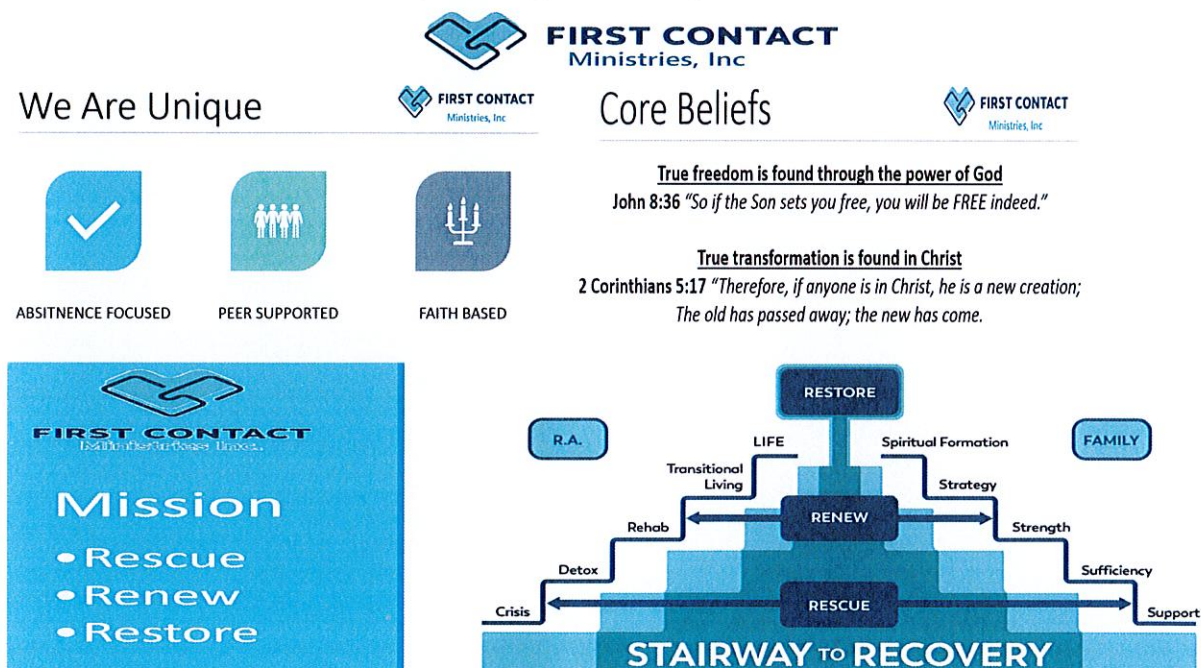 FIRST CONTACT
Ministries, Inc
We Are Unique
FIRST CONTACT
Ministries, Inc
ABSITNENCE FOCUSED
PEER SUPPORTED
FAITH BASED
Core Beliefs
FIRST CONTACT
Ministries, Inc
True freedom is found through the power of God
John 8:36 “So if the Son sets you free, you will be FREE indeed.”
True transformation is found in Christ
2 Corinthians 5:17 “Therefore, if anyone is in Christ, he is a new creation;
The old has passed away; the new has come.
FIRST CONTACT
Ministries Inc.
Mission
• Rescue
• Renew
• Restore
RESTORE
R.A.
FAMILY
LIFE
Spiritual Formation
Transitional
Living
Strategy
RENEW
Rehab
Strength
Detox
Sufficiency
RESCUE
Crisis
Support
STAIRWAY TO RECOVERY